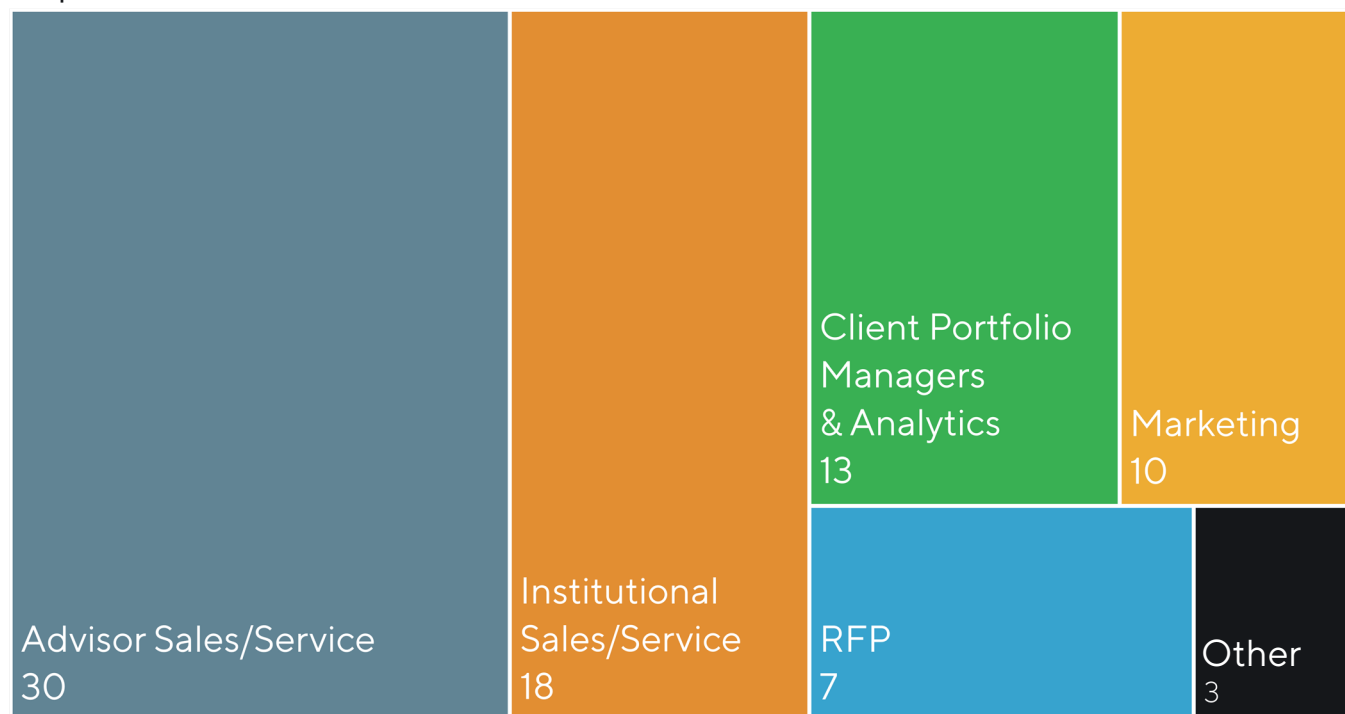 Advisor Sales/Service
30
Institutional
Sales/Service
18
Client Portfolio
Managers
& Analytics
13
Marketing
10
RFP
7
Other
3